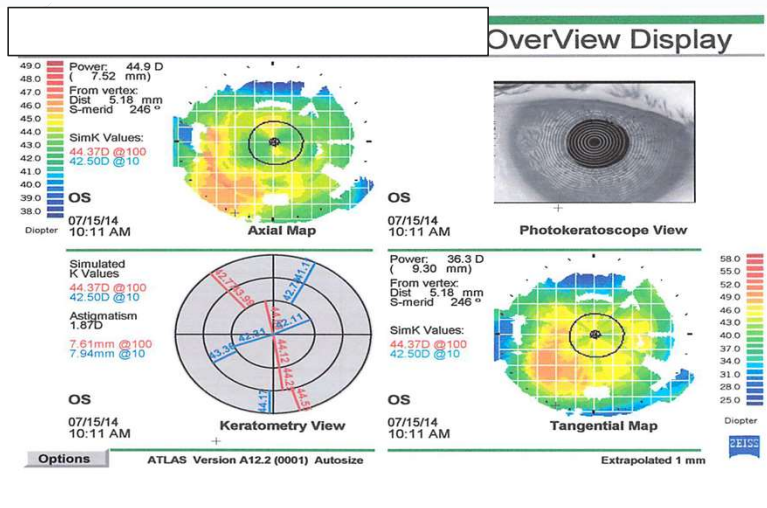 OverView Display
49.0
48.0
47.0
46.0
45.0
44.0
43.0
42.0
41.0
40.0
39.0
38.0
Diopter
Power: 44.9 D
( 7.52 mm)
From vertex:
Dist 5.18 mm
S-merid 246 º
SimK Values:
44.37D @100
42.50D @10
OS
07/15/14
10:11 AM
Axial Map
OS
07/15/14
10:11 AM
Photokeratoscope View
Simulated
K Values
44.37D @100
42.50D @10
Astigmatism
1.87D
7.61mm @100
7.94mm @10
OS
07/15/14
10:11 AM
42.11
43.36
44.12
Keratometry View
Power: 36.3 D
( 9.30 mm)
From vertex:
Dist 5.18 mm
S-merid 246 º
SimK Values:
44.37D @100
42.50D @10
OS
07/15/14
10:11 AM
Tangential Map
58.0
55.0
52.0
49.0
46.0
43.0
40.0
37.0
34.0
31.0
28.0
25.0
Diopter
ZEISS
Options
ATLAS Version A12.2 (0001) Autosize
Extrapolated 1 mm